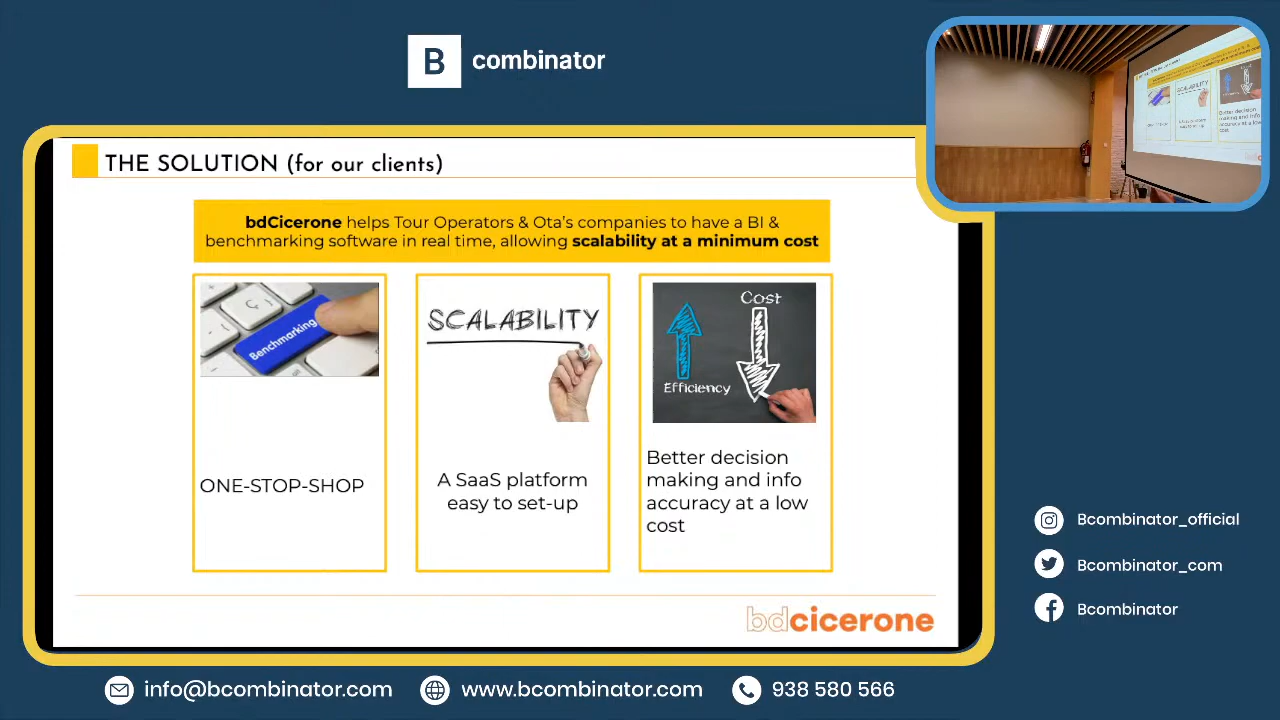 B combinator
THE SOLUTION (for our clients)
bdCicerone helps Tour Operators & Ota's companies to have a BI &
benchmarking software in real time, allowing scalability at a minimum cost
Benchmarking
SCALABILITY
Cost
Efficiency
ONE-STOP-SHOP
A SaaS platform
easy to set-up
Better decision
making and info
accuracy at a low
cost
bdcicerone
Bcombinator_official
Bcombinator_com
Bcombinator
info@bcombinator.com
www.bcombinator.com
938 580 566